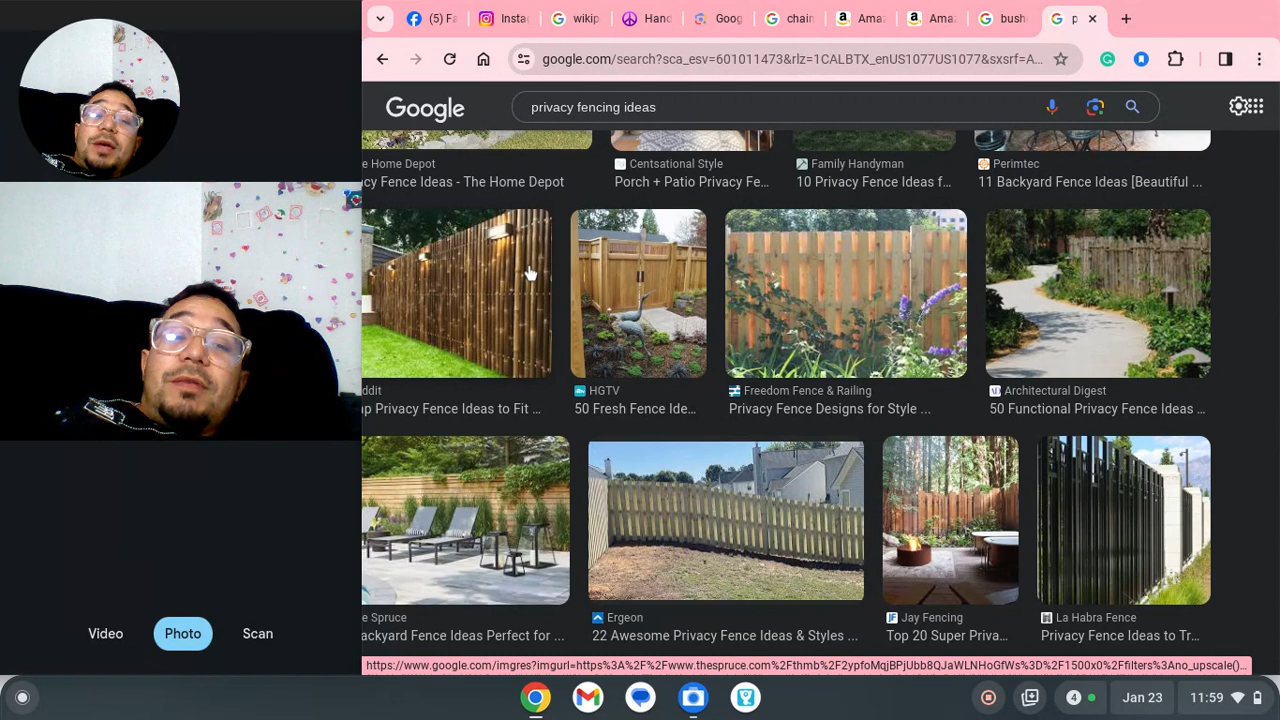 (5) Fa
Insta
wikip
Hand
Goog
chair
Amaz
Amaz
bush
p
google.com/search?sca_esv=601011473&rlz=1CALBTX_enUS1077US1077&sxsrf=A...
Google
privacy fencing ideas
e Home Depot
Centsational Style
Family Handyman
Perimtec
cy Fence Ideas - The Home Depot
Porch + Patio Privacy Fe...
10 Privacy Fence Ideas f...
11 Backyard Fence Ideas [Beautiful ...
ddit
HGTV
Freedom Fence & Railing
Architectural Digest
ap Privacy Fence Ideas to Fit ...
50 Fresh Fence Ide...
Privacy Fence Designs for Style ...
50 Functional Privacy Fence Ideas ...
e Spruce
Ergeon
Jay Fencing
La Habra Fence
ackyard Fence Ideas Perfect for ...
22 Awesome Privacy Fence Ideas & Styles ...
Top 20 Super Priva...
Privacy Fence Ideas to Tr...
Video
Photo
Scan
https://www.google.com/imgres?imgurl=https%3A%2F%2Fwww.thespruce.com%2Fthmb%2F2ypfoMqjBPjUbb8QJaWLNHoGfWs%3D%2F1500x0%2Ffilters%3Ano_upscale()...
4
Jan 23
11:59